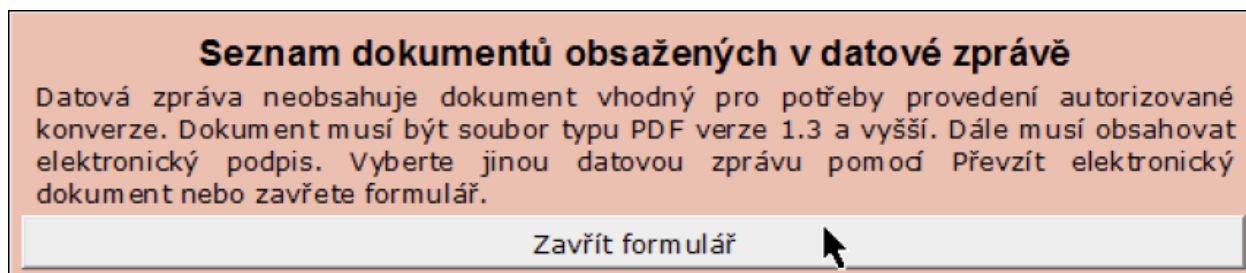 Seznam dokumentů obsažených v datové zprávě
Datová zpráva neobsahuje dokument vhodný pro potřeby provedení autorizované
konverze. Dokument musí být soubor typu PDF verze 1.3 a vyšší. Dále musí obsahovat
elektronický podpis. Vyberte jinou datovou zprávu pomocí Převzít elektronický
dokument nebo zavřete formulář.
Zavřít formulář